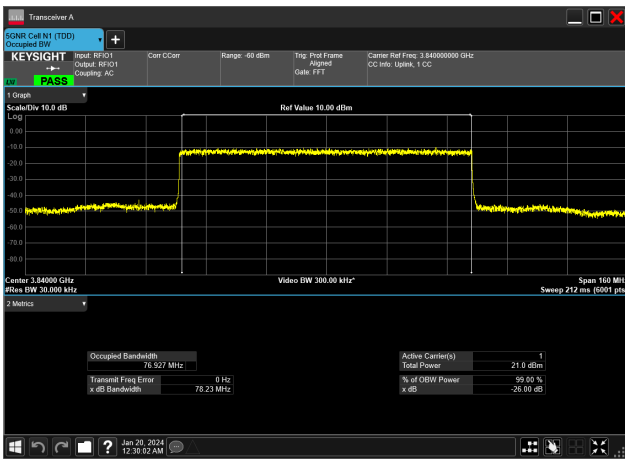 Transceiver A
5GNR Cell N1 (TDD)
Occupied BW
KEYSIGHT
PASS
Input: RFIO1
Output: RFIO1
Coupling: AC
Corr CCorr
Range: -60 dBm
Trig: Prot Frame
Aligned
Gate: FFT
Carrier Ref Freq: 3.840000000 GHz
CC Info: Uplink, 1 CC
1 Graph
Scale/Div 10.0 dB
Ref Value 10.00 dBm
Log
0.00
-10.0
-20.0
-30.0
-40.0
-50.0
-60.0
-70.0
-80.0
Center 3.84000 GHz
Video BW 300.00 kHz*
Span 160 MHz
#Res BW 30.000 kHz
Sweep 212 ms (6001 pts
2 Metrics
Occupied Bandwidth
76.927 MHz
Transmit Freq Error 0 Hz
x dB Bandwidth 78.23 MHz
Active Carrier(s) 1
Total Power 21.0 dBm
% of OBW Power 99.00 %
x dB -26.00 dB
Jan 20, 2024
12:30:02 AM